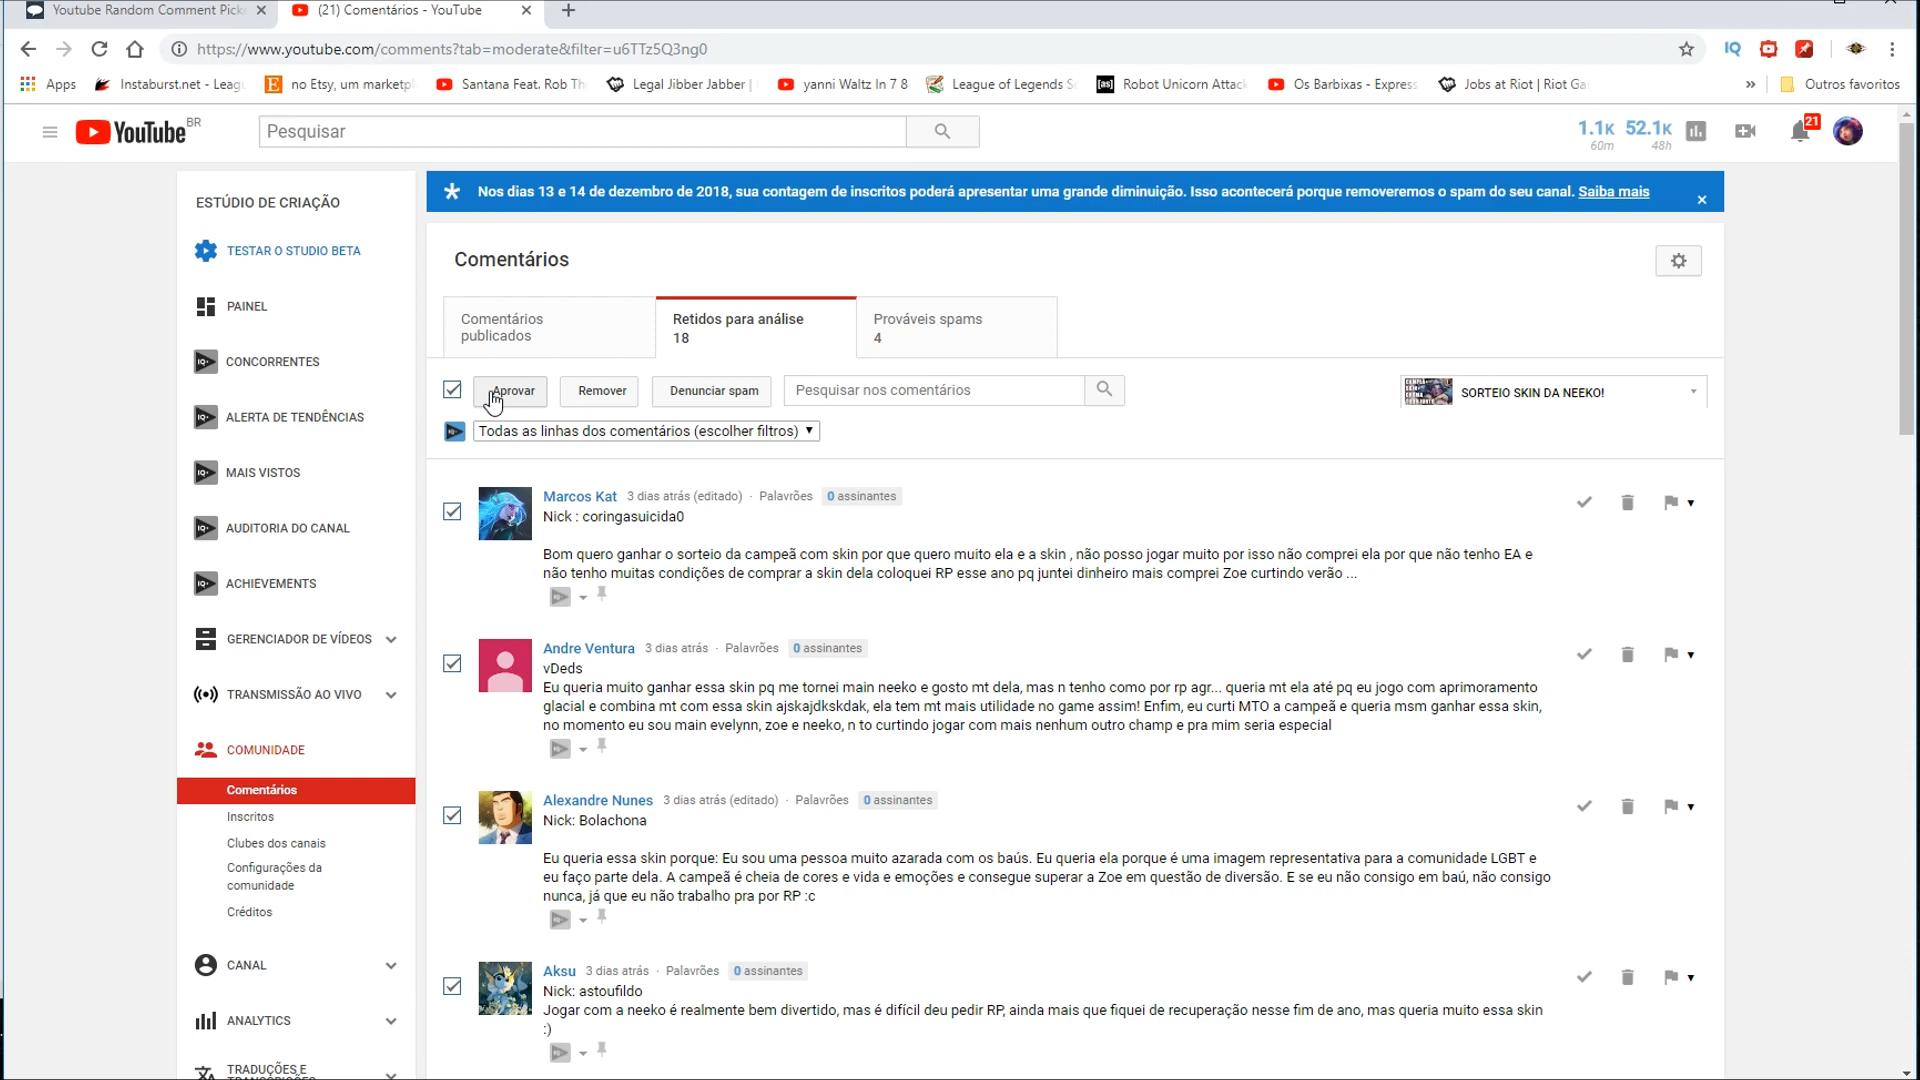 Youtube Random Comment Pick
(21) Comentários - YouTube
https://www.youtube.com/comments?tab=moderate&filter=u6TTz5Q3ng0
IQ
Apps
Instaburst.net - Leagu
no Etsy, um marketpl
Santana Feat. Rob Th
Legal Jibber Jabber |
yanni Waltz In 7 8
League of Legends Sc
[as]
Robot Unicorn Attack
Os Barbixas - Express
Jobs at Riot | Riot Ga
»
Outros favoritos
YouTube BR
Pesquisar
1.1K 60m
52.1K 48h
21
ESTÚDIO DE CRIAÇÃO
TESTAR O STUDIO BETA
PAINEL
CONCORRENTES
ALERTA DE TENDÊNCIAS
MAIS VISTOS
AUDITORIA DO CANAL
ACHIEVEMENTS
GERENCIADOR DE VÍDEOS
TRANSMISSÃO AO VIVO
COMUNIDADE
Comentários
Inscritos
Clubes dos canais
Configurações da
comunidade
Créditos
CANAL
ANALYTICS
TRADUÇÕES E
TRANSCRIÇÕES
Nos dias 13 e 14 de dezembro de 2018, sua contagem de inscritos poderá apresentar uma grande diminuição. Isso acontecerá porque removeremos o spam do seu canal. Saiba mais
Comentários
Comentários
publicados
Retidos para análise
18
Prováveis spams
4
Aprovar
Remover
Denunciar spam
Pesquisar nos comentários
SORTEIO SKIN DA NEEKO!
Todas as linhas dos comentários (escolher filtros)
Marcos Kat 3 dias atrás (editado) · Palavrões 0 assinantes
Nick : coringasuicida0
Bom quero ganhar o sorteio da campeã com skin por que quero muito ela e a skin , não posso jogar muito por isso não comprei ela por que não tenho EA e
não tenho muitas condições de comprar a skin dela coloquei RP esse ano pq juntei dinheiro mais comprei Zoe curtindo verão ...
Andre Ventura 3 dias atrás · Palavrões 0 assinantes
vDeds
Eu queria muito ganhar essa skin pq me tornei main neeko e gosto mt dela, mas n tenho como por rp agr... queria mt ela até pq eu jogo com aprimoramento
glacial e combina mt com essa skin ajskajdkskdak, ela tem mt mais utilidade no game assim! Enfim, eu curti MTO a campeã e queria msm ganhar essa skin,
no momento eu sou main evelynn, zoe e neeko, n to curtindo jogar com mais nenhum outro champ e pra mim seria especial
Alexandre Nunes 3 dias atrás (editado) · Palavrões 0 assinantes
Nick: Bolachona
Eu queria essa skin porque: Eu sou uma pessoa muito azarada com os baús. Eu queria ela porque é uma imagem representativa para a comunidade LGBT e
eu faço parte dela. A campeã é cheia de cores e vida e emoções e consegue superar a Zoe em questão de diversão. E se eu não consigo em baú, não consigo
nunca, já que eu não trabalho pra por RP :c
Aksu 3 dias atrás · Palavrões 0 assinantes
Nick: astoufildo
Jogar com a neeko é realmente bem divertido, mas é difícil deu pedir RP, ainda mais que fiquei de recuperação nesse fim de ano, mas queria muito essa skin
:)